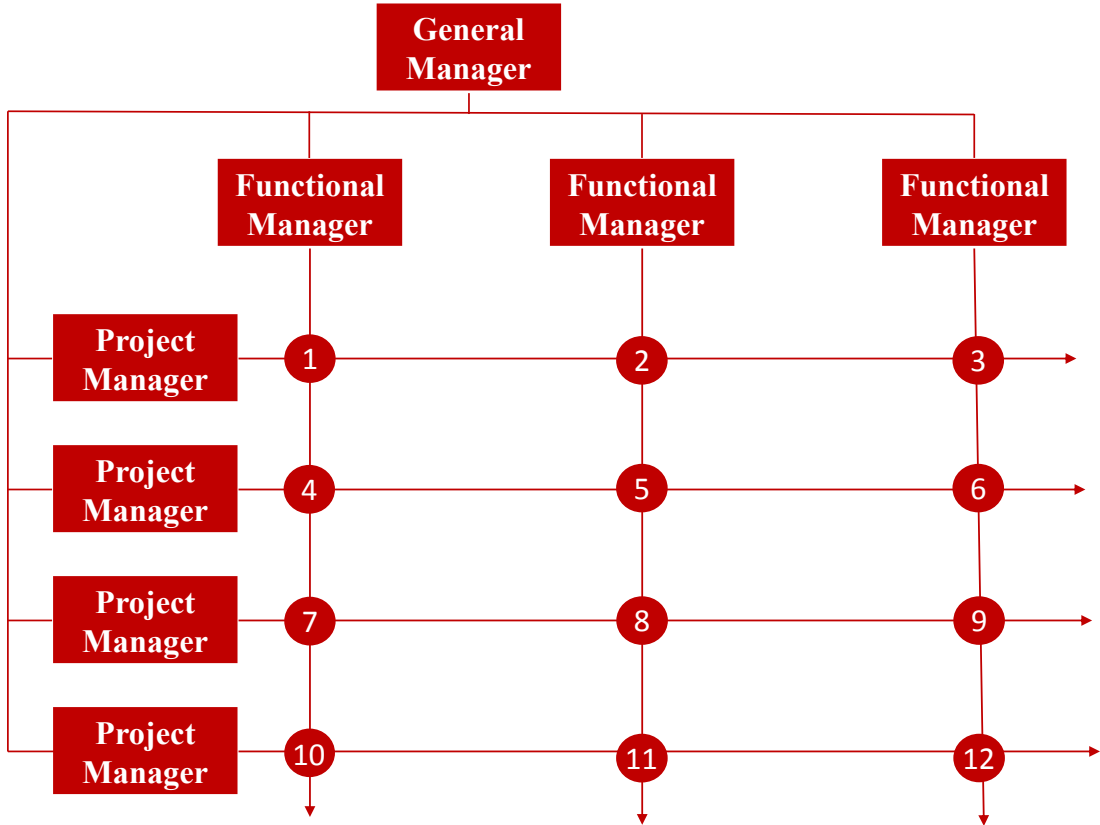 General
Manager
Functional
Manager
Functional
Manager
Functional
Manager
Project
Manager
1
2
3
Project
Manager
4
5
6
Project
Manager
7
8
9
Project
Manager
10
11
12